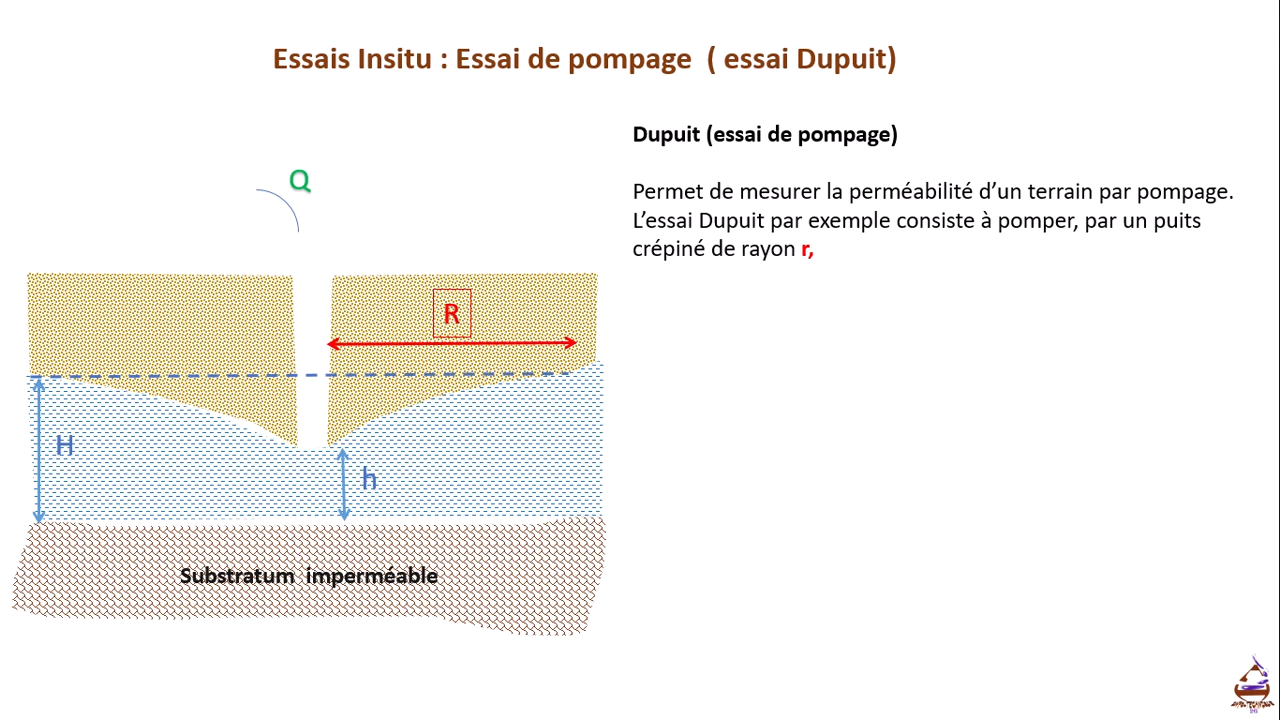 Essais Insitu : Essai de pompage ( essai Dupuit)
Dupuit (essai de pompage)
Permet de mesurer la perméabilité d’un terrain par pompage.
L’essai Dupuit par exemple consiste à pomper, par un puits
crépiné de rayon r,
Q
R
H
h
Substratum imperméable